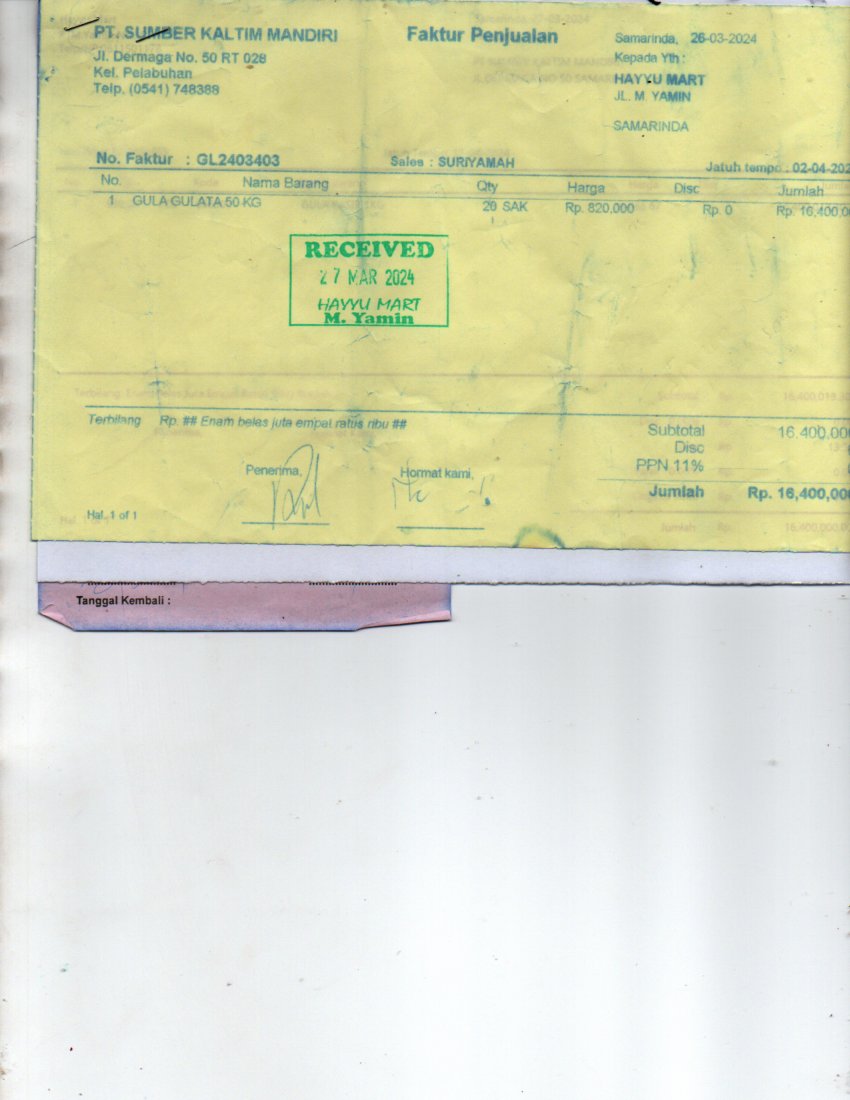 PT. SUMBER KALTIM MANDIRI
Jl. Dermaga No. 50 RT 028
Kel. Pelabuhan
Telp. (0541) 748388
Faktur Penjualan
Samarinda, 26-03-2024
Kepada Yth :
HAYYU MART
JL. M. YAMIN
SAMARINDA
No. Faktur : GL2403403
Sales : SURIYAMAH
Jatuh tempo : 02-04-202
No. Nama Barang Qty Harga Disc Jumlah
1 GULA GULATA 50 KG 20 SAK Rp. 820,000 Rp. 0 Rp. 16,400,00
RECEIVED
27 MAR 2024
HAYYU MART
M. Yamin
Terbilang Rp. ## Enam belas juta empat ratus ribu ##
Subtotal 16,400,000
Disc
PPN 11%
Jumlah Rp. 16,400,000
Penerima,
Hormat kami,
Hal. 1 of 1
Tanggal Kembali :